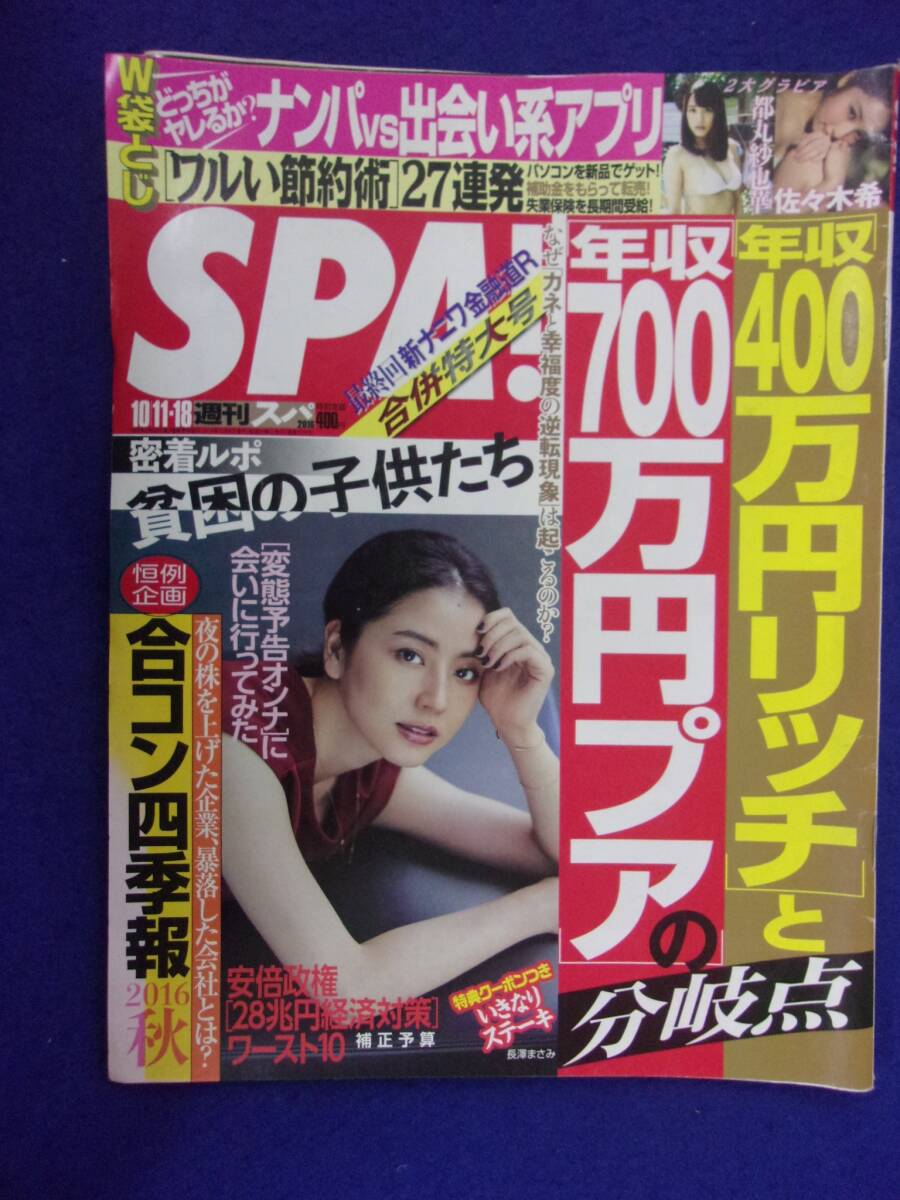 W袋とじ
どっちが
ヤレるか?
ナンパvs出会い系アプリ
[ワルい節約術]27連発
パソコンを新品でゲット!
補助金をもらって転売!
失業保険を長期間受給!
2大グラビア
都丸紗也華
佐々木希
SPA!
最終回 新ナニワ金融道R
合併特大号
10/11・18 週刊スパ
2016
特別定価
400円
「年収400万円リッチ」と
「年収700万円プア」の
分岐点
なぜ「カネと幸福度の逆転現象」は起こるのか?
密着ルポ
貧困の子供たち
[変態予告オンナ]に
会いに行ってみた
恒例
企画
合コン四季報
2016
秋
夜の株を上げた企業、暴落した会社とは?
安倍政権
[28兆円経済対策]
ワースト10
補正予算
特典クーポンつき
いきなり
ステーキ
長澤まさみ